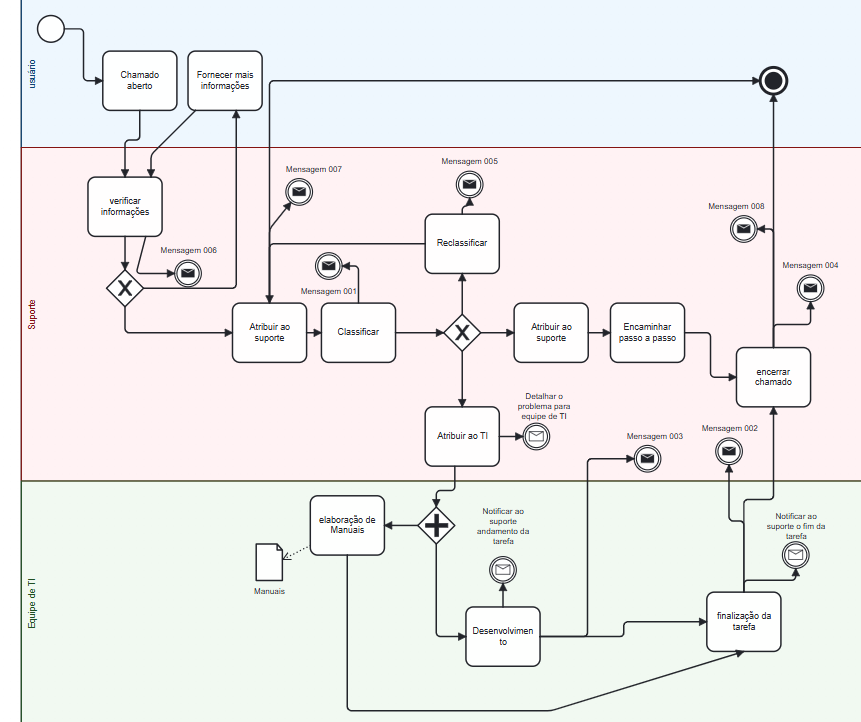 usuário
Chamado
aberto
Fornecer mais
informações
Suporte
verificar
informações
Mensagem 006
Mensagem 007
Mensagem 005
Mensagem 008
Mensagem 004
Mensagem 001
Reclassificar
Atribuir ao
suporte
Classificar
Atribuir ao
suporte
Encaminhar
passo a passo
encerrar
chamado
Atribuir ao TI
Detalhar o
problema para
equipe de TI
Mensagem 003
Mensagem 002
Equipe de TI
elaboração de
Manuais
Manuais
Notificar ao
suporte
andamento da
tarefa
Notificar ao
suporte o fim da
tarefa
Desenvolvimen
to
finalização da
tarefa